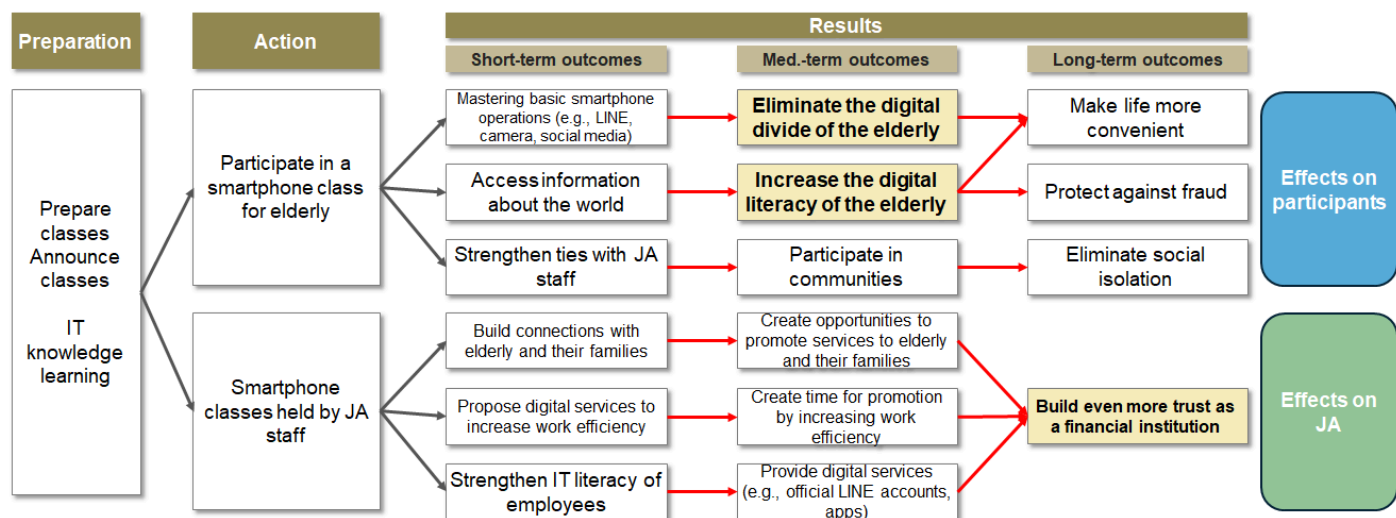 Preparation
Action
Results
Short-term outcomes
Med.-term outcomes
Long-term outcomes
Prepare
classes
Announce
classes
IT
knowledge
learning
Participate in a
smartphone class
for elderly
Mastering basic smartphone
operations (e.g., LINE,
camera, social media)
Eliminate the digital
divide of the elderly
Make life more
convenient
Access information
about the world
Increase the digital
literacy of the elderly
Protect against fraud
Strengthen ties with JA
staff
Participate in
communities
Eliminate social
isolation
Effects on
participants
Smartphone
classes held by JA
staff
Build connections with
elderly and their families
Create opportunities to
promote services to elderly
and their families
Propose digital services to
increase work efficiency
Create time for promotion
by increasing work
efficiency
Build even more trust as
a financial institution
Strengthen IT literacy of
employees
Provide digital services
(e.g., official LINE accounts,
apps)
Effects on
JA